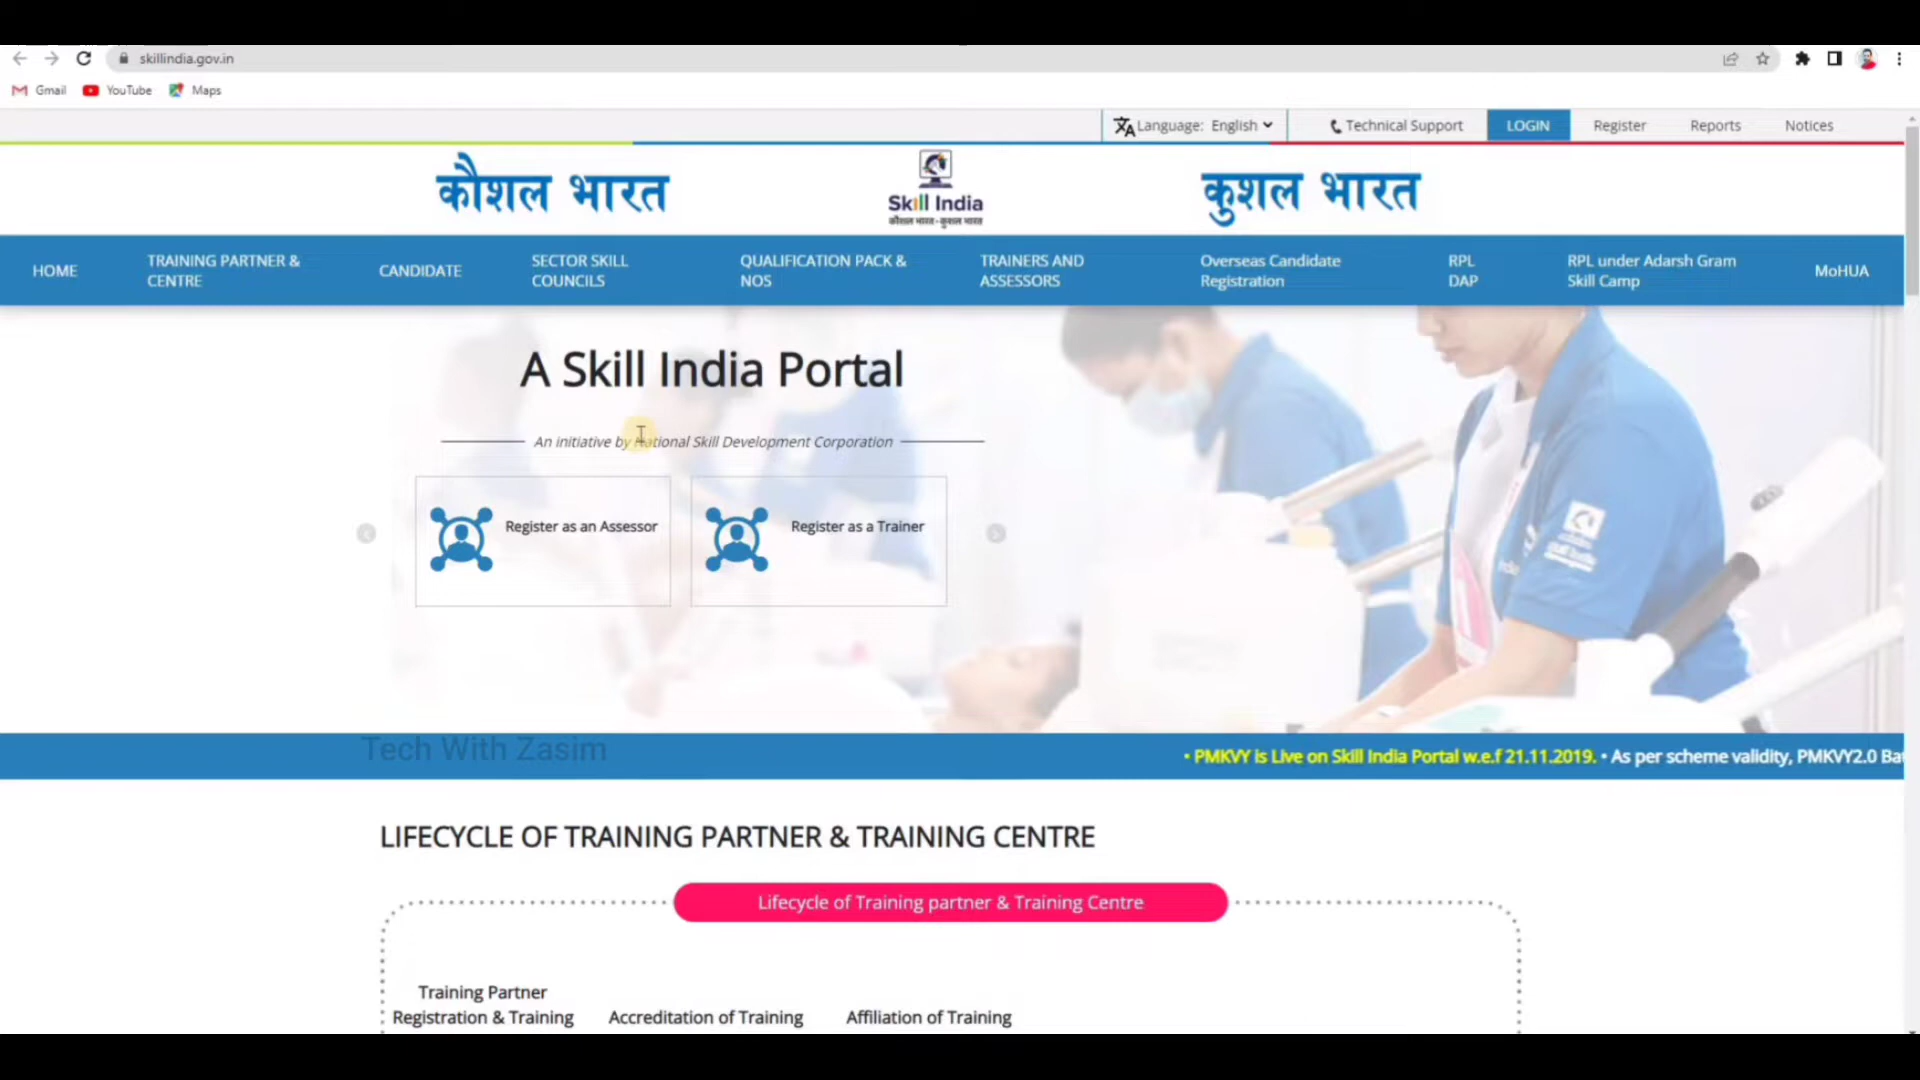 skillindia.gov.in
Gmail YouTube Maps
Language: English Technical Support LOGIN Register Reports Notices
कौशल भारत
Skill India
कौशल भारत - कुशल भारत
कुशल भारत
HOME
TRAINING PARTNER &
CENTRE
CANDIDATE
SECTOR SKILL
COUNCILS
QUALIFICATION PACK &
NOS
TRAINERS AND
ASSESSORS
Overseas Candidate
Registration
RPL
DAP
RPL under Adarsh Gram
Skill Camp
MoHUA
A Skill India Portal
An initiative by National Skill Development Corporation
Register as an Assessor
Register as a Trainer
Tech With Zasim
• PMKVY is Live on Skill India Portal w.e.f 21.11.2019. • As per scheme validity, PMKVY2.0 Ba
LIFECYCLE OF TRAINING PARTNER & TRAINING CENTRE
Lifecycle of Training partner & Training Centre
Training Partner
Registration & Training Accreditation of Training Affiliation of Training